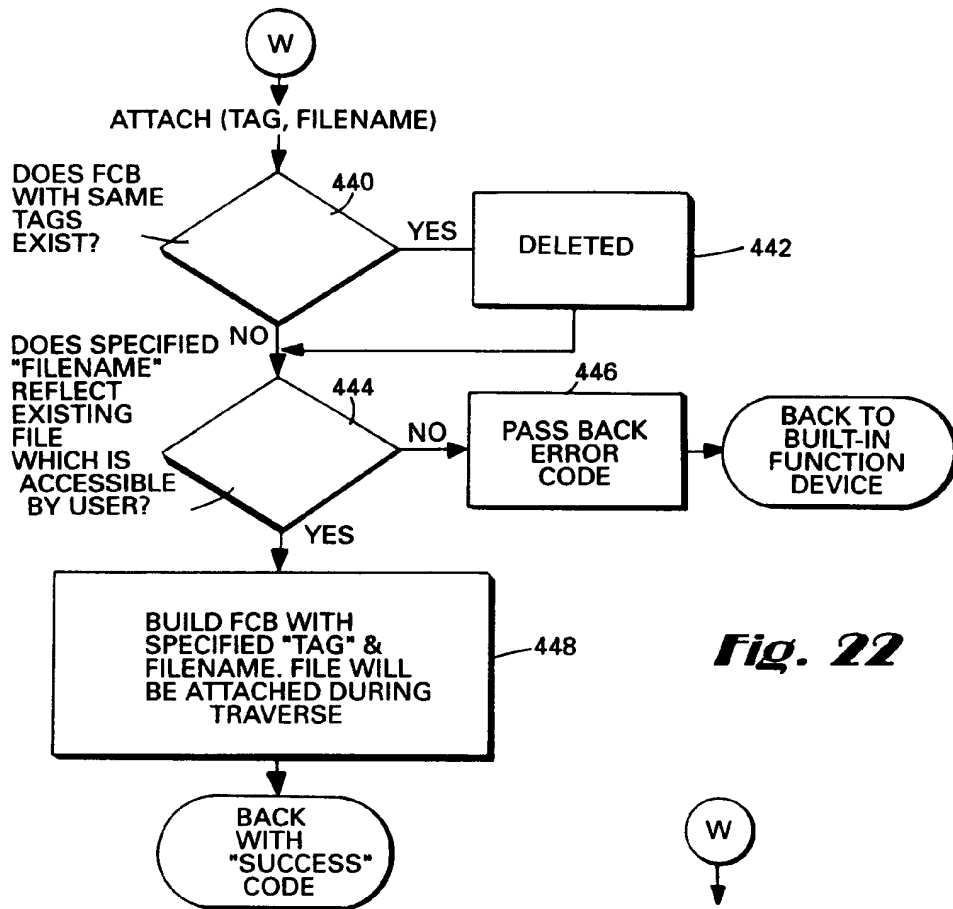 W
ATTACH (TAG, FILENAME)
DOES FCB
WITH SAME
TAGS
EXIST?
440
YES
DELETED
442
NO
DOES SPECIFIED
"FILENAME"
REFLECT
EXISTING
FILE
WHICH IS
ACCESSIBLE
BY USER?
444
NO
446
PASS BACK
ERROR
CODE
BACK TO
BUILT-IN
FUNCTION
DEVICE
YES
BUILD FCB WITH
SPECIFIED "TAG" &
FILENAME. FILE WILL
BE ATTACHED DURING
TRAVERSE
448
Fig. 22
BACK
WITH
"SUCCESS"
CODE
W